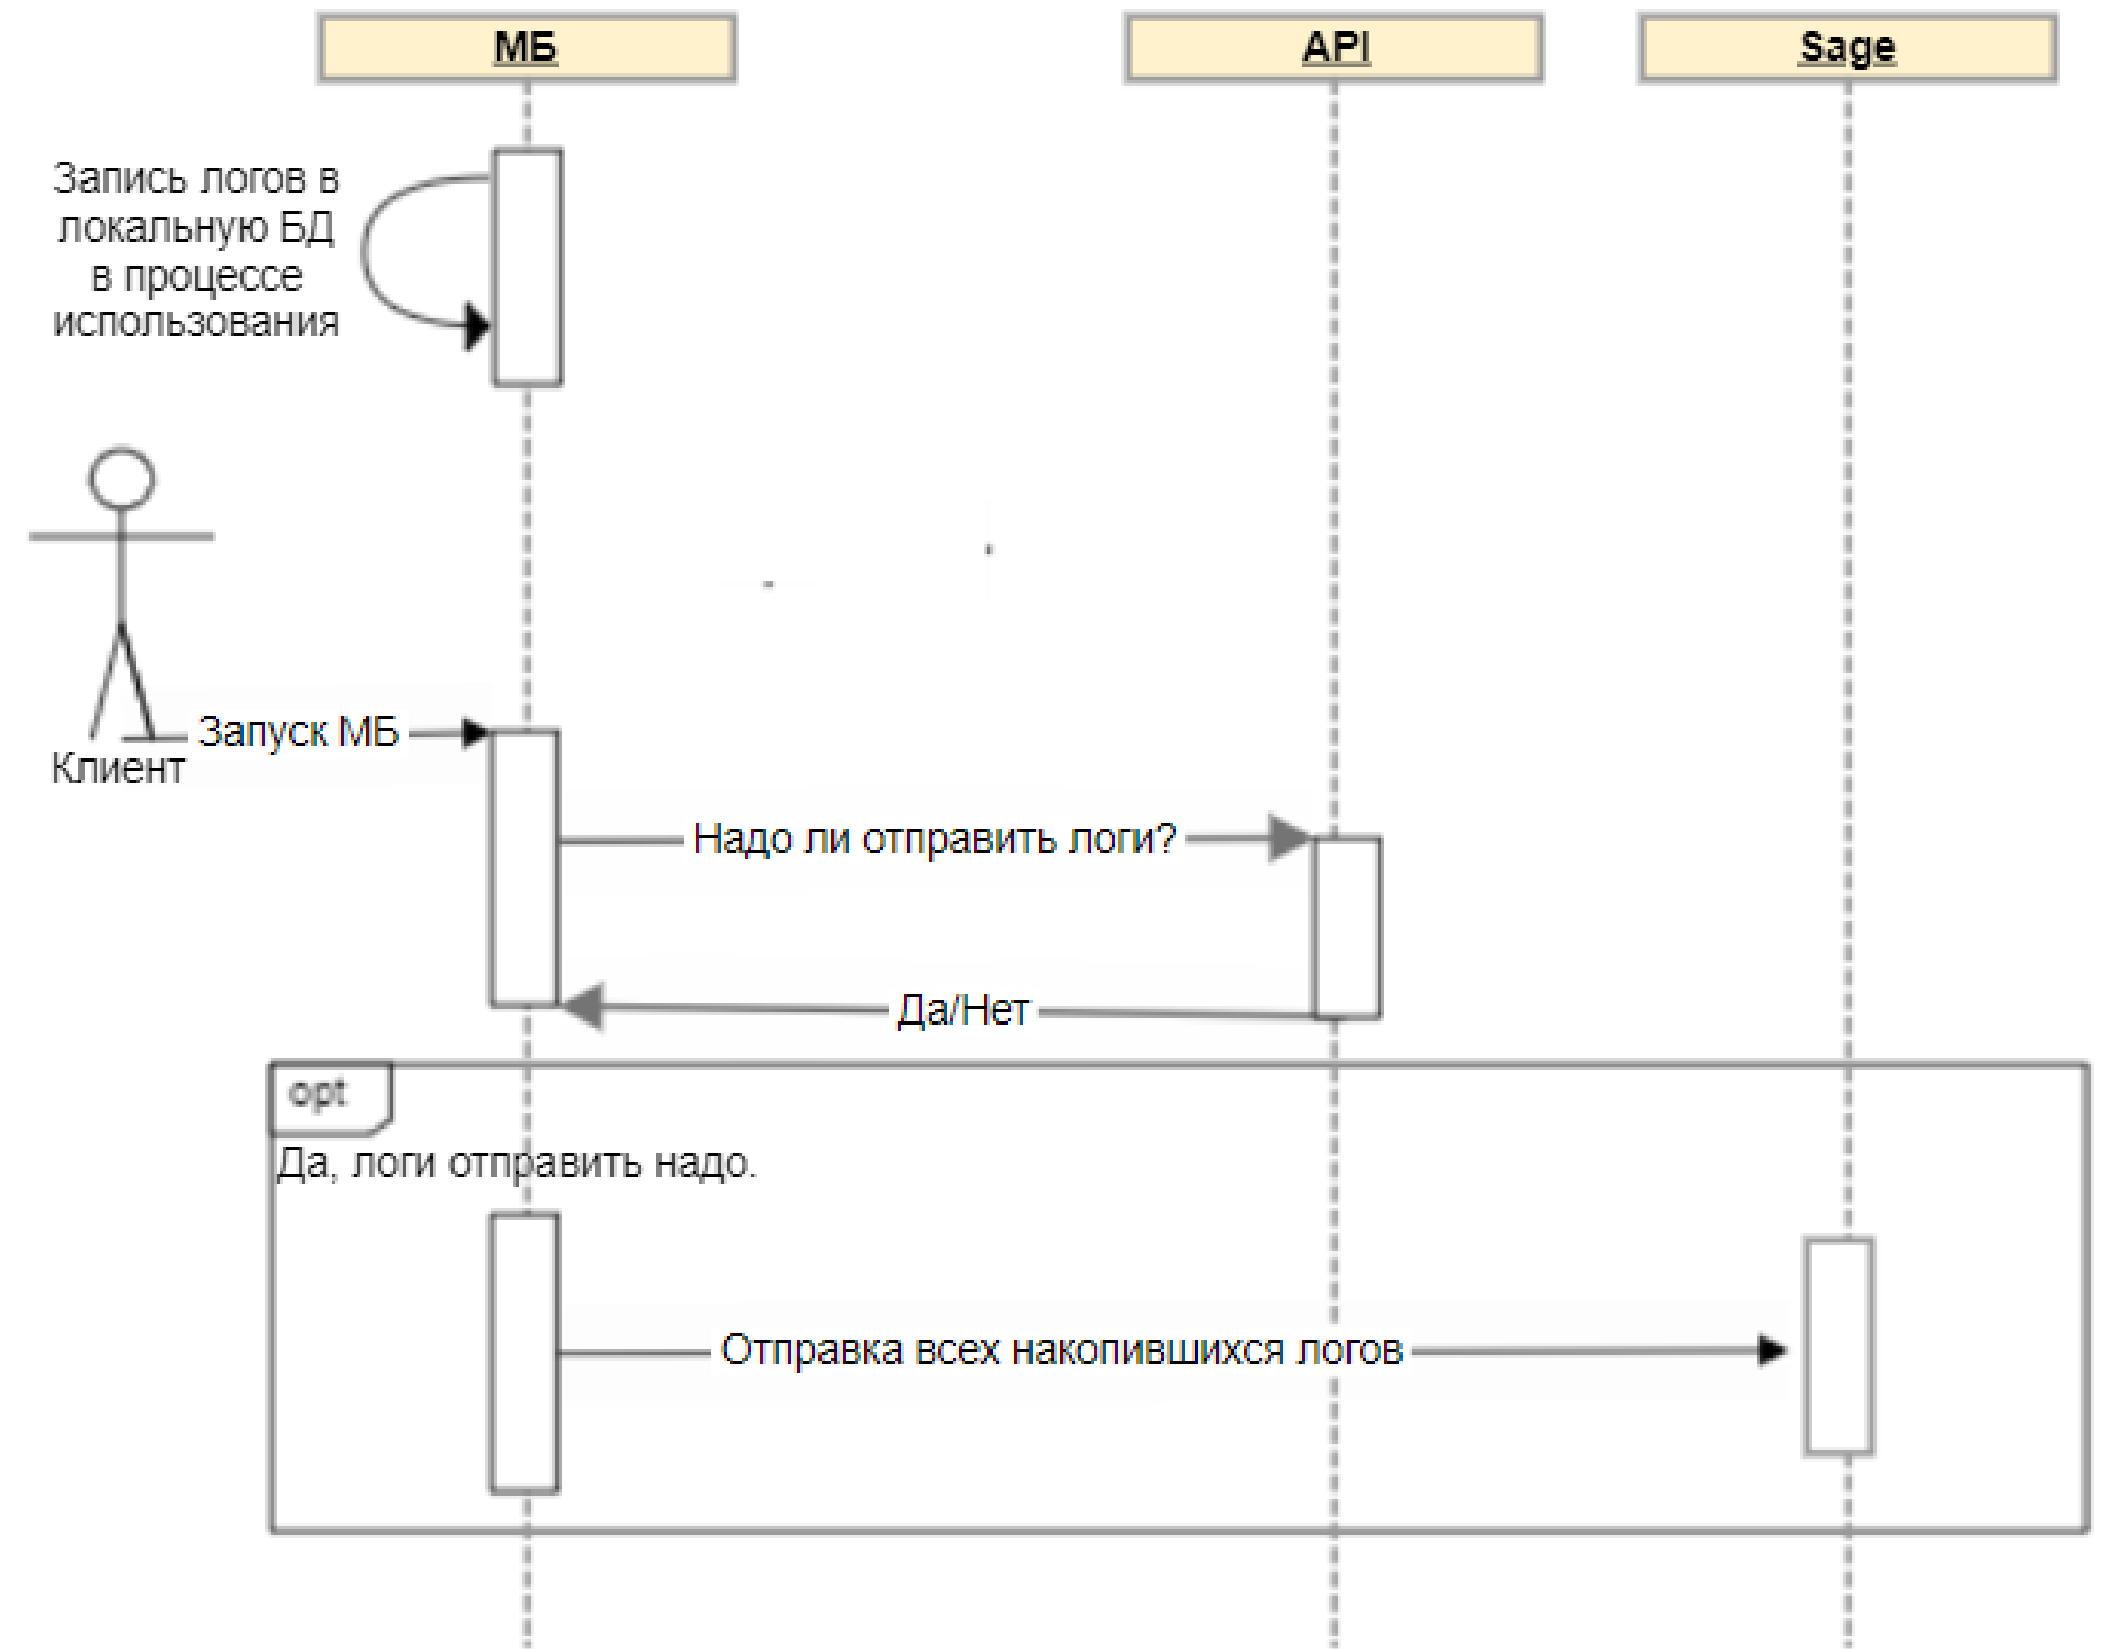 МБ
API
Sage
Запись логов в
локальную БД
в процессе
использования
Запуск МБ
Клиент
Надо ли отправить логи?
Да/Нет
opt
Да, логи отправить надо.
Отправка всех накопившихся логов